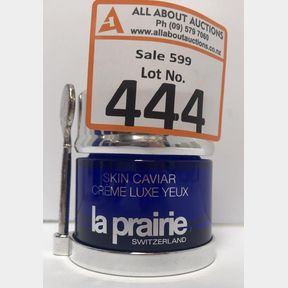 ALL ABOUT AUCTIONS
Ph (09) 579 7060
www.allaboutauctions.co.nz
Sale 599
Lot No.
444
SKIN CAVIAR
CRÈME LUXE YEUX
la prairie
SWITZERLAND